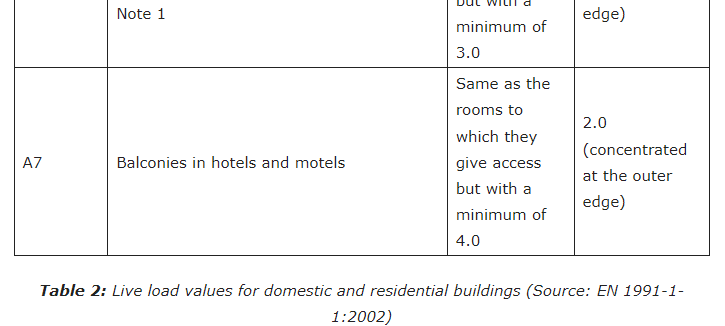 but with a
Note 1
minimum of
edge)
3.0
A7
Balconies in hotels and motels
Same as the
rooms to
which they
give access
but with a
minimum of
4.0
2.0
(concentrated
at the outer
edge)
Table 2: Live load values for domestic and residential buildings (Source: EN 1991-1-
1:2002)